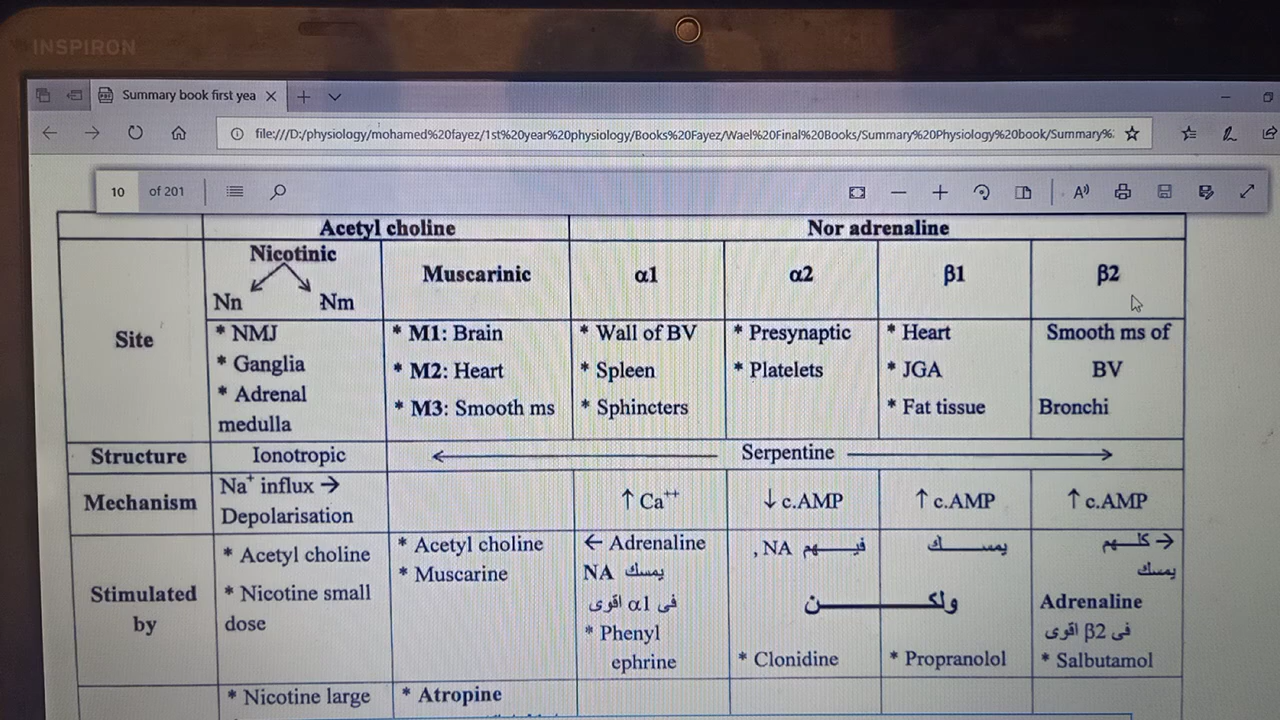 INSPIRON
Summary book first yea
file:///D:/physiology/mohamed%20fayez/1st%20year%20physiology/Books%20Fayez/Wael%20Final%20Books/Summary%20Physiology%20book/Summary%
10 of 201
Acetyl choline Nor adrenaline
Site
Nicotinic
Nn Nm
Muscarinic
α1
α2
β1
β2
* NMJ
* Ganglia
* Adrenal
medulla
* M1: Brain
* M2: Heart
* M3: Smooth ms
* Wall of BV
* Spleen
* Sphincters
* Presynaptic
* Platelets
* Heart
* JGA
* Fat tissue
Smooth ms of
BV
Bronchi
Structure Ionotropic ← Serpentine →
Mechanism
Na+ influx →
Depolarisation
↑ Ca++
↓ c.AMP
↑ c.AMP
↑ c.AMP
Stimulated
by
* Acetyl choline
* Nicotine small
dose
* Acetyl choline
* Muscarine
← Adrenaline
يمسك NA
فى α1 اقوى
* Phenyl
ephrine
, NA فيـــهم
ولكــــن
* Clonidine
يمســـك
* Propranolol
→ كلـــهم
يمسك
Adrenaline
فى β2 اقوى
* Salbutamol
* Nicotine large
* Atropine